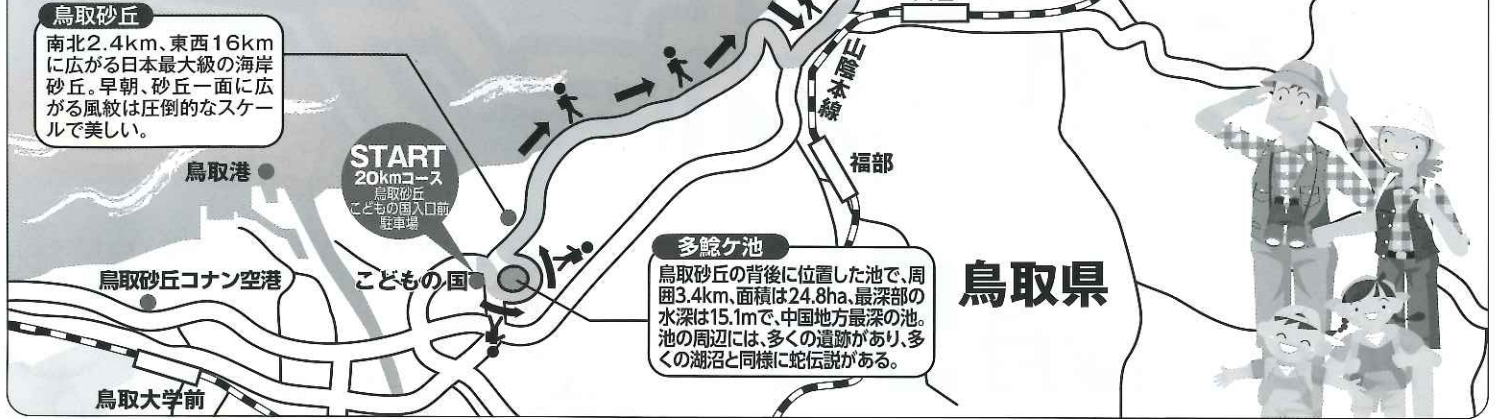 鳥取砂丘
南北2.4km、東西16km
に広がる日本最大級の海岸
砂丘。早朝、砂丘一面に広
がる風紋は圧倒的なスケー
ルで美しい。
鳥取港
START
20kmコース
鳥取砂丘
こどもの国入口前
駐車場
山陰本線
福部
鳥取砂丘コナン空港
こどもの国
多鯰ケ池
鳥取砂丘の背後に位置した池で、周
囲3.4km、面積は24.8ha、最深部の
水深は15.1mで、中国地方最深の池。
池の周辺には、多くの遺跡があり、多
くの湖沼と同様に蛇伝説がある。
鳥取県
鳥取大学前